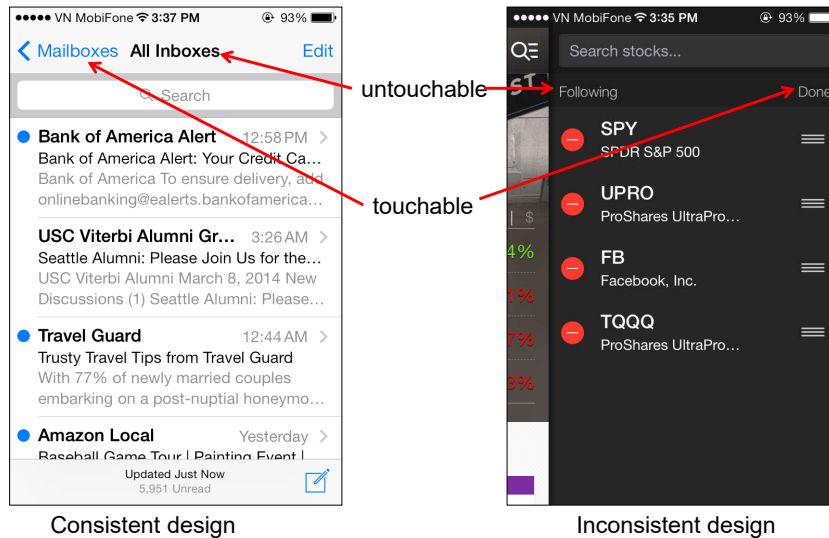 VN MobiFone 3:37 PM 93%
Mailboxes All Inboxes Edit
Search
Bank of America Alert 12:58 PM
Bank of America Alert: Your Credit Ca...
Bank of America To ensure delivery, add
onlinebanking@ealerts.bankofamerica...
USC Viterbi Alumni Gr... 3:26 AM
Seattle Alumni: Please Join Us for the...
USC Viterbi Alumni March 8, 2014 New
Discussions (1) Seattle Alumni: Please...
Travel Guard 12:44 AM
Trusty Travel Tips from Travel Guard
With 77% of newly married couples
embarking on a post-nuptial honeymo...
Amazon Local Yesterday
Baseball Game Tour | Painting Event |
Updated Just Now
5,951 Unread
Consistent design
untouchable
touchable
VN MobiFone 3:35 PM 93%
Search stocks...
ST
Following Done
SPY
SPDR S&P 500
UPRO
ProShares UltraPro...
| $
4%
FB
Facebook, Inc.
1%
TQQQ
ProShares UltraPro...
7%
3%
Inconsistent design